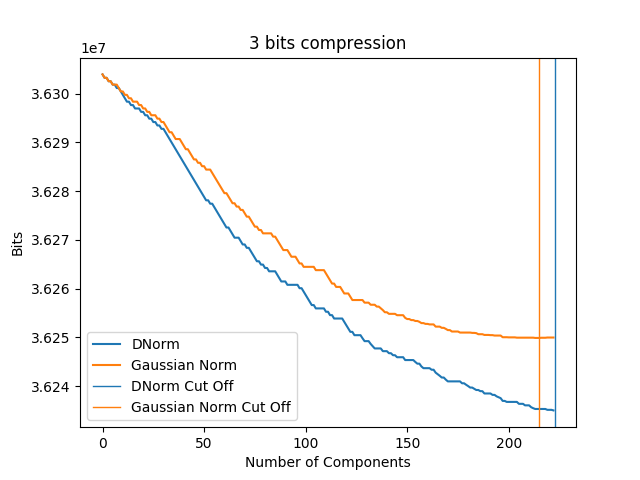 3 bits compression
1e7
3.630
3.629
3.628
3.627
3.626
3.625
3.624
Bits
DNorm
Gaussian Norm
DNorm Cut Off
Gaussian Norm Cut Off
0 50 100 150 200
Number of Components